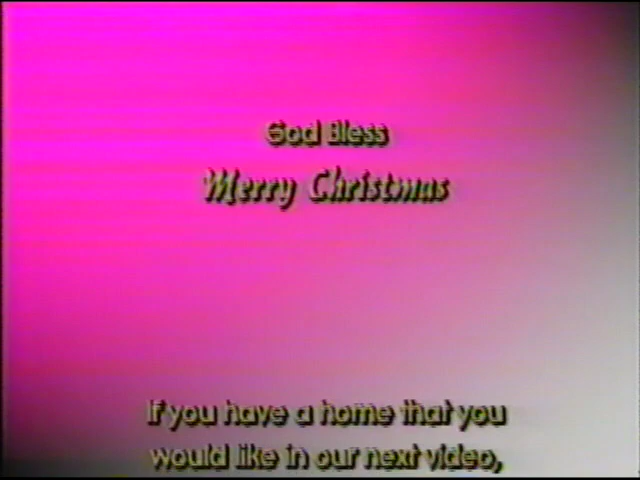 God Bless
Merry Christmas
If you have a home that you
would like in our next video,